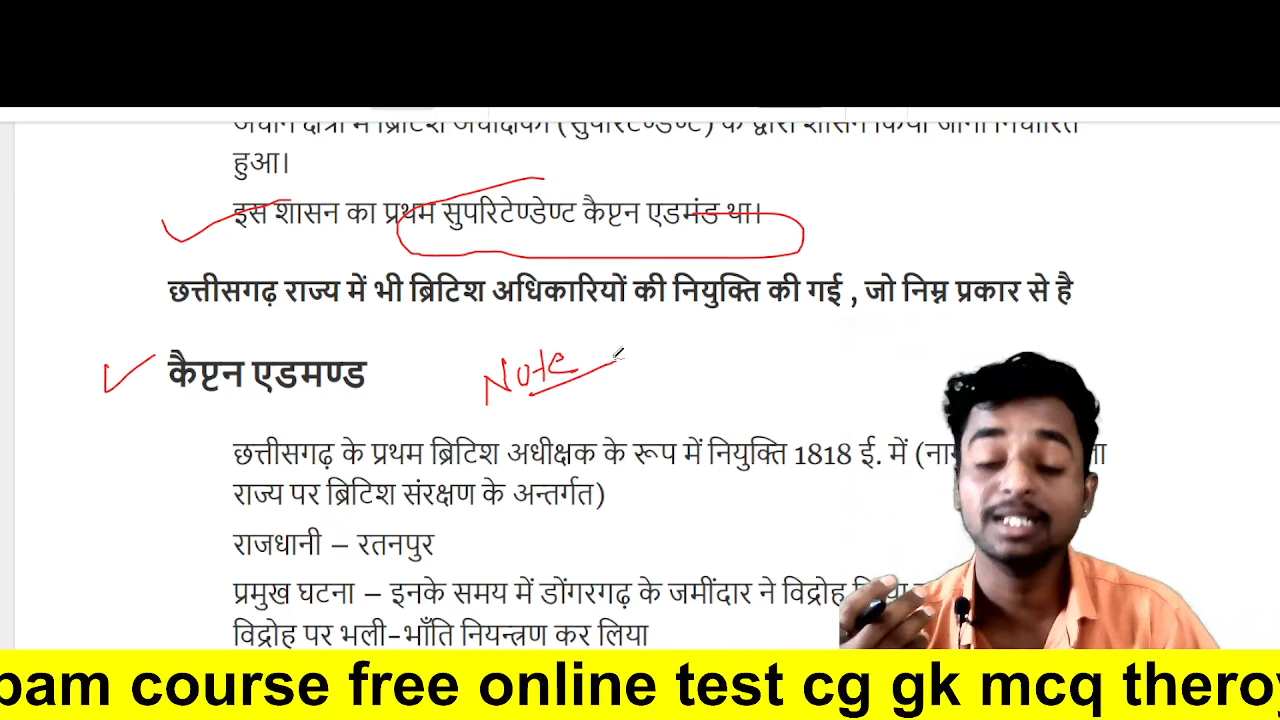 हुआ।
इस शासन का प्रथम सुपरिटेण्डेण्ट कैप्टन एडमंड था।
छत्तीसगढ़ राज्य में भी ब्रिटिश अधिकारियों की नियुक्ति की गई , जो निम्न प्रकार से है
कैप्टन एडमण्ड
Note
छत्तीसगढ़ के प्रथम ब्रिटिश अधीक्षक के रूप में नियुक्ति 1818 ई. में
राज्य पर ब्रिटिश संरक्षण के अन्तर्गत)
राजधानी – रतनपुर
प्रमुख घटना – इनके समय में डोंगरगढ़ के जमींदार ने विद्रोह
विद्रोह पर भली-भाँति नियन्त्रण कर लिया
course free online test cg gk mcq